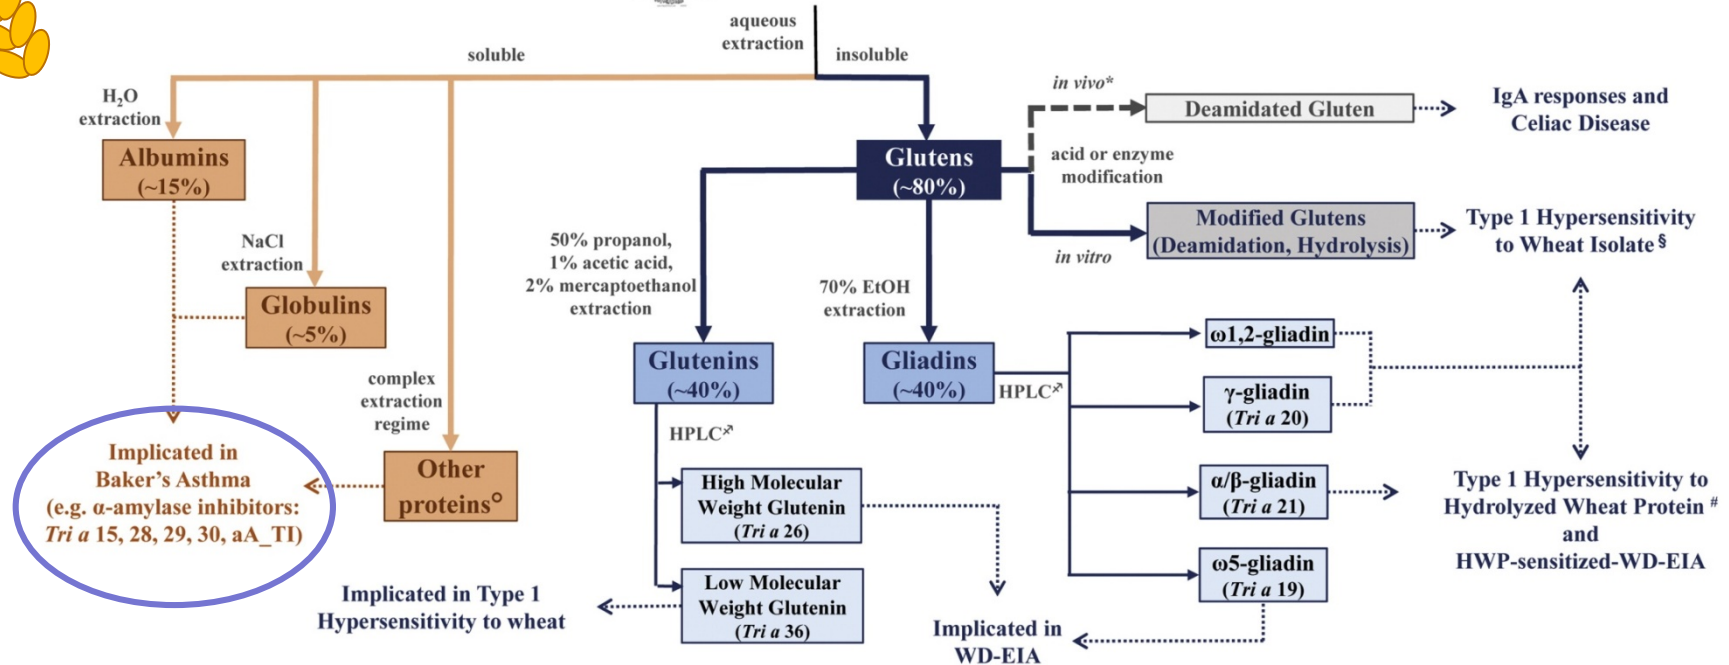 aqueous
extraction
soluble
insoluble
H₂O
extraction
in vivo*
Deamidated Gluten
IgA responses and
Celiac Disease
Albumins
(~15%)
Glutens
(~80%)
acid or enzyme
modification
Modified Glutens
(Deamidation, Hydrolysis)
Type 1 Hypersensitivity
to Wheat Isolate §
in vitro
NaCl
extraction
50% propanol,
1% acetic acid,
2% mercaptoethanol
extraction
70% EtOH
extraction
Globulins
(~5%)
Glutenins
(~40%)
Gliadins
(~40%)
HPLC↗
ω1,2-gliadin
γ-gliadin
(Tri a 20)
complex
extraction
regime
HPLC↗
Implicated in
Baker's Asthma
(e.g. α-amylase inhibitors:
Tri a 15, 28, 29, 30, aA_TI)
Other
proteins°
High Molecular
Weight Glutenin
(Tri a 26)
α/β-gliadin
(Tri a 21)
Type 1 Hypersensitivity to
Hydrolyzed Wheat Protein #
and
HWP-sensitized-WD-EIA
ω5-gliadin
(Tri a 19)
Implicated in Type 1
Hypersensitivity to wheat
Low Molecular
Weight Glutenin
(Tri a 36)
Implicated in
WD-EIA